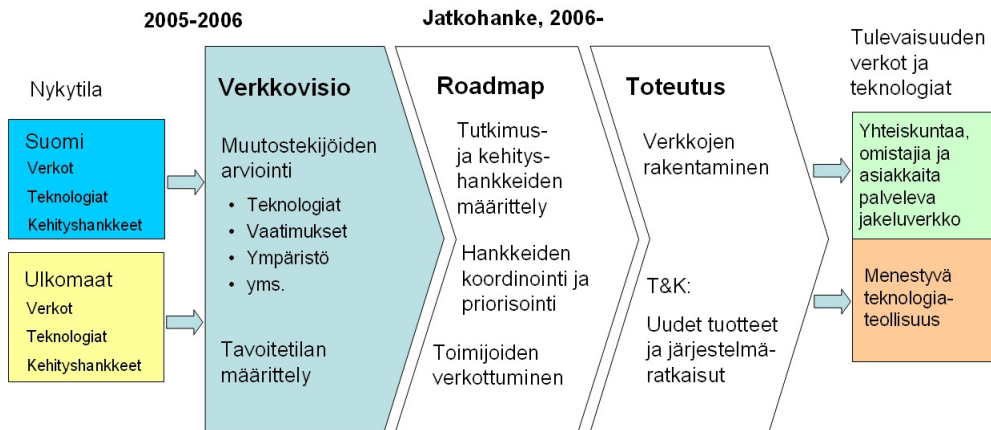 2005-2006
Jatkohanke, 2006-
Nykytila
Suomi
Verkot
Teknologiat
Kehityshankkeet
Ulkomaat
Verkot
Teknologiat
Kehityshankkeet
Verkkovisio
Muutostekijöiden
arviointi
• Teknologiat
• Vaatimukset
• Ympäristö
• yms.
Tavoitetilan
määrittely
Roadmap
Tutkimus-
ja kehitys-
hankkeiden
määrittely
Hankkeiden
koordinointi ja
priorisointi
Toimijoiden
verkottuminen
Toteutus
Verkkojen
rakentaminen
T&K:
Uudet tuotteet
ja järjestelmä-
ratkaisut
Tulevaisuuden
verkot ja
teknologiat
Yhteiskuntaa,
omistajia ja
asiakkaita
palveleva
jakeluverkko
Menestyvä
teknologia-
teollisuus